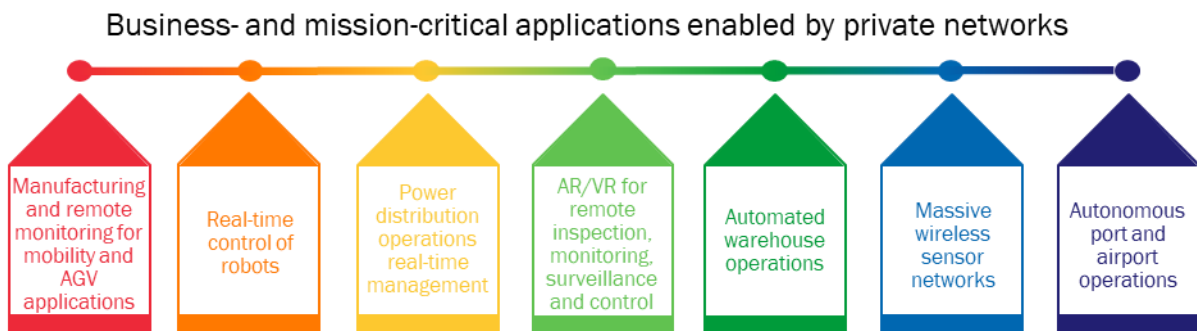 Business- and mission-critical applications enabled by private networks
Manufacturing
and remote
monitoring for
mobility and
AGV
applications
Real-time
control of
robots
Power
distribution
operations
real-time
management
AR/VR for
remote
inspection,
monitoring,
surveillance
and control
Automated
warehouse
operations
Massive
wireless
sensor
networks
Autonomous
port and
airport
operations